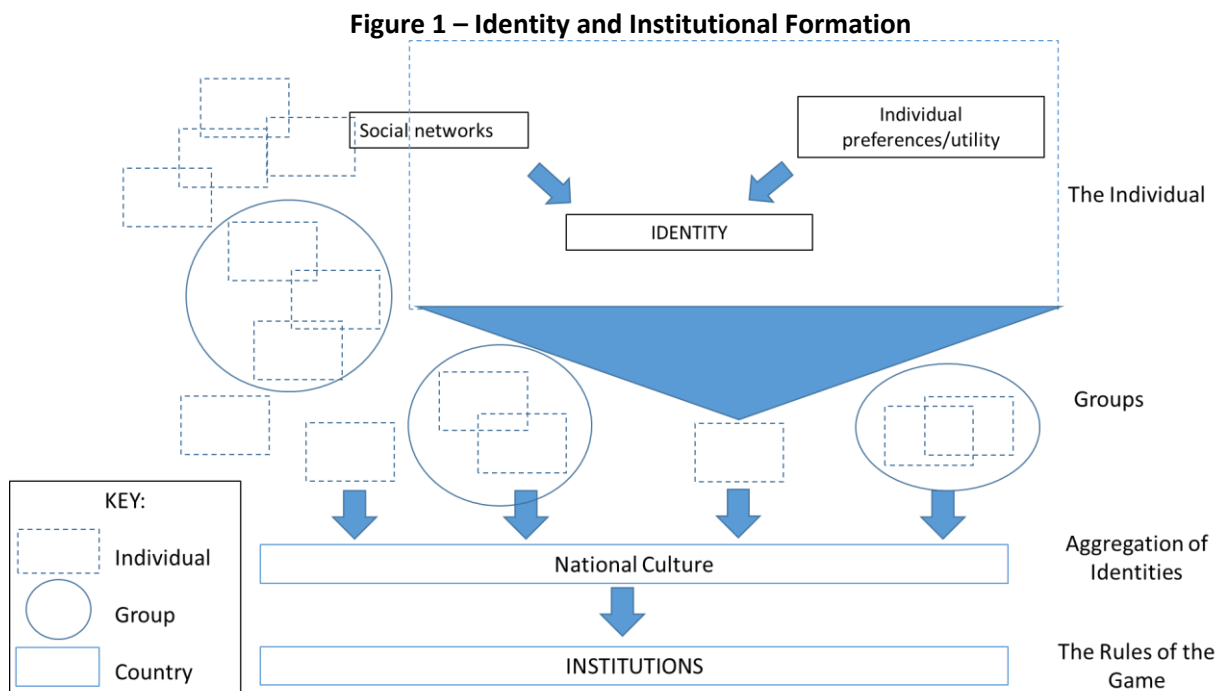 Figure 1 – Identity and Institutional Formation
Social networks
Individual
preferences/utility
The Individual
IDENTITY
Groups
KEY:
Individual
Group
Country
National Culture
Aggregation of
Identities
INSTITUTIONS
The Rules of the
Game